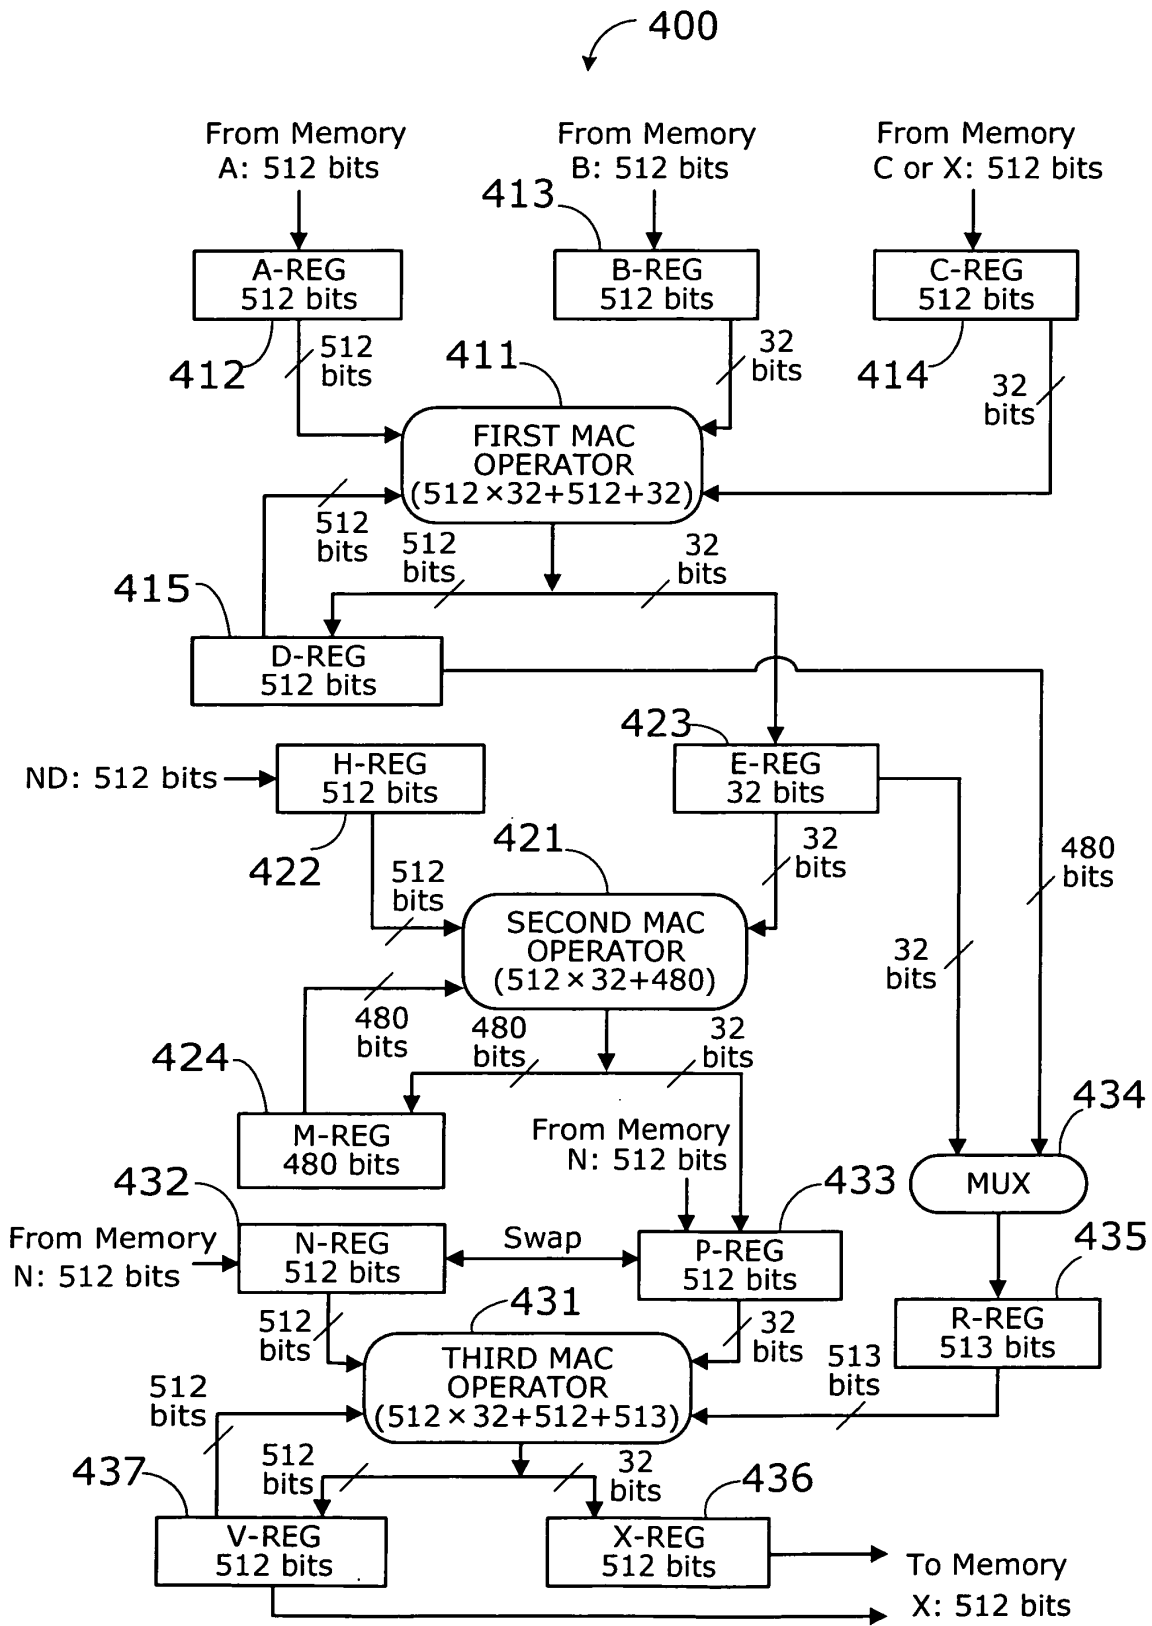 400
From Memory
A: 512 bits
From Memory
B: 512 bits
From Memory
C or X: 512 bits
413
A-REG
512 bits
B-REG
512 bits
C-REG
512 bits
412
512
bits
411
32
bits
414
32
bits
FIRST MAC
OPERATOR
(512×32+512+32)
512
bits
512
bits
32
bits
415
D-REG
512 bits
423
ND: 512 bits
H-REG
512 bits
E-REG
32 bits
422
512
bits
421
32
bits
480
bits
SECOND MAC
OPERATOR
(512×32+480)
32
bits
480
bits
480
bits
32
bits
424
434
M-REG
480 bits
From Memory
N: 512 bits
MUX
432
433
From Memory
N: 512 bits
N-REG
512 bits
Swap
P-REG
512 bits
435
512
bits
431
32
bits
R-REG
513 bits
THIRD MAC
OPERATOR
(512×32+512+513)
512
bits
513
bits
437
512
bits
32
bits
436
V-REG
512 bits
X-REG
512 bits
To Memory
X: 512 bits